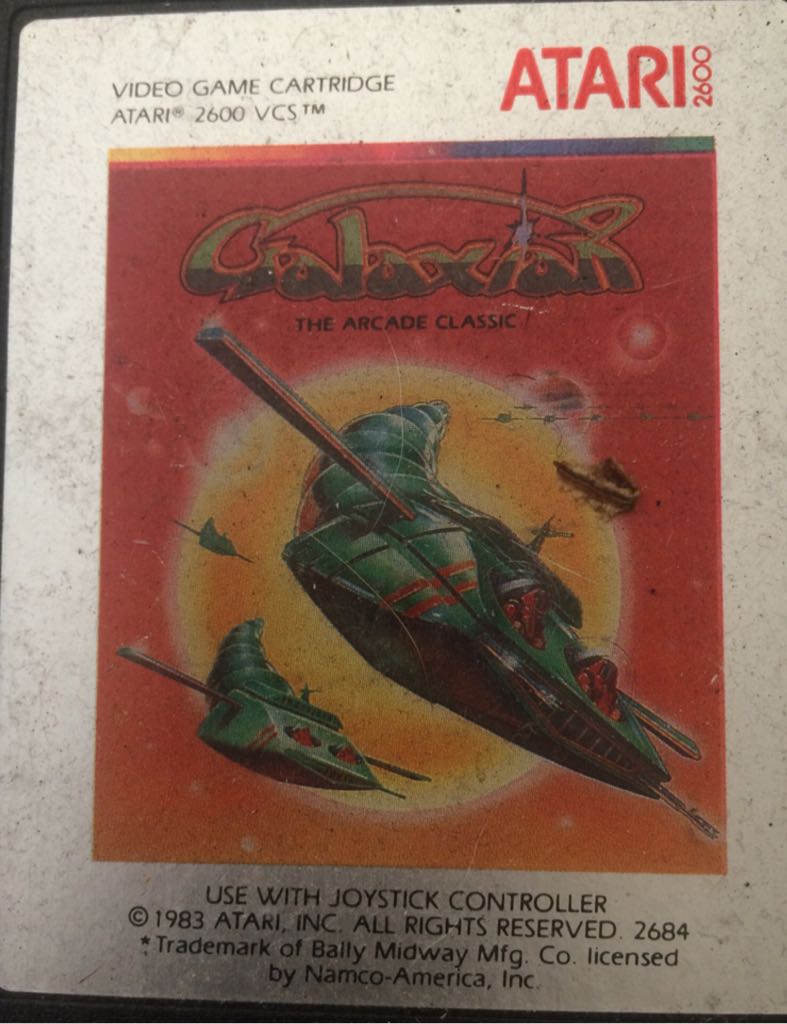 VIDEO GAME CARTRIDGE
ATARI® 2600 VCS™
ATARI 2600
Galaxian
THE ARCADE CLASSIC
USE WITH JOYSTICK CONTROLLER
© 1983 ATARI, INC. ALL RIGHTS RESERVED. 2684
*Trademark of Bally Midway Mfg. Co. licensed
by Namco-America, Inc.